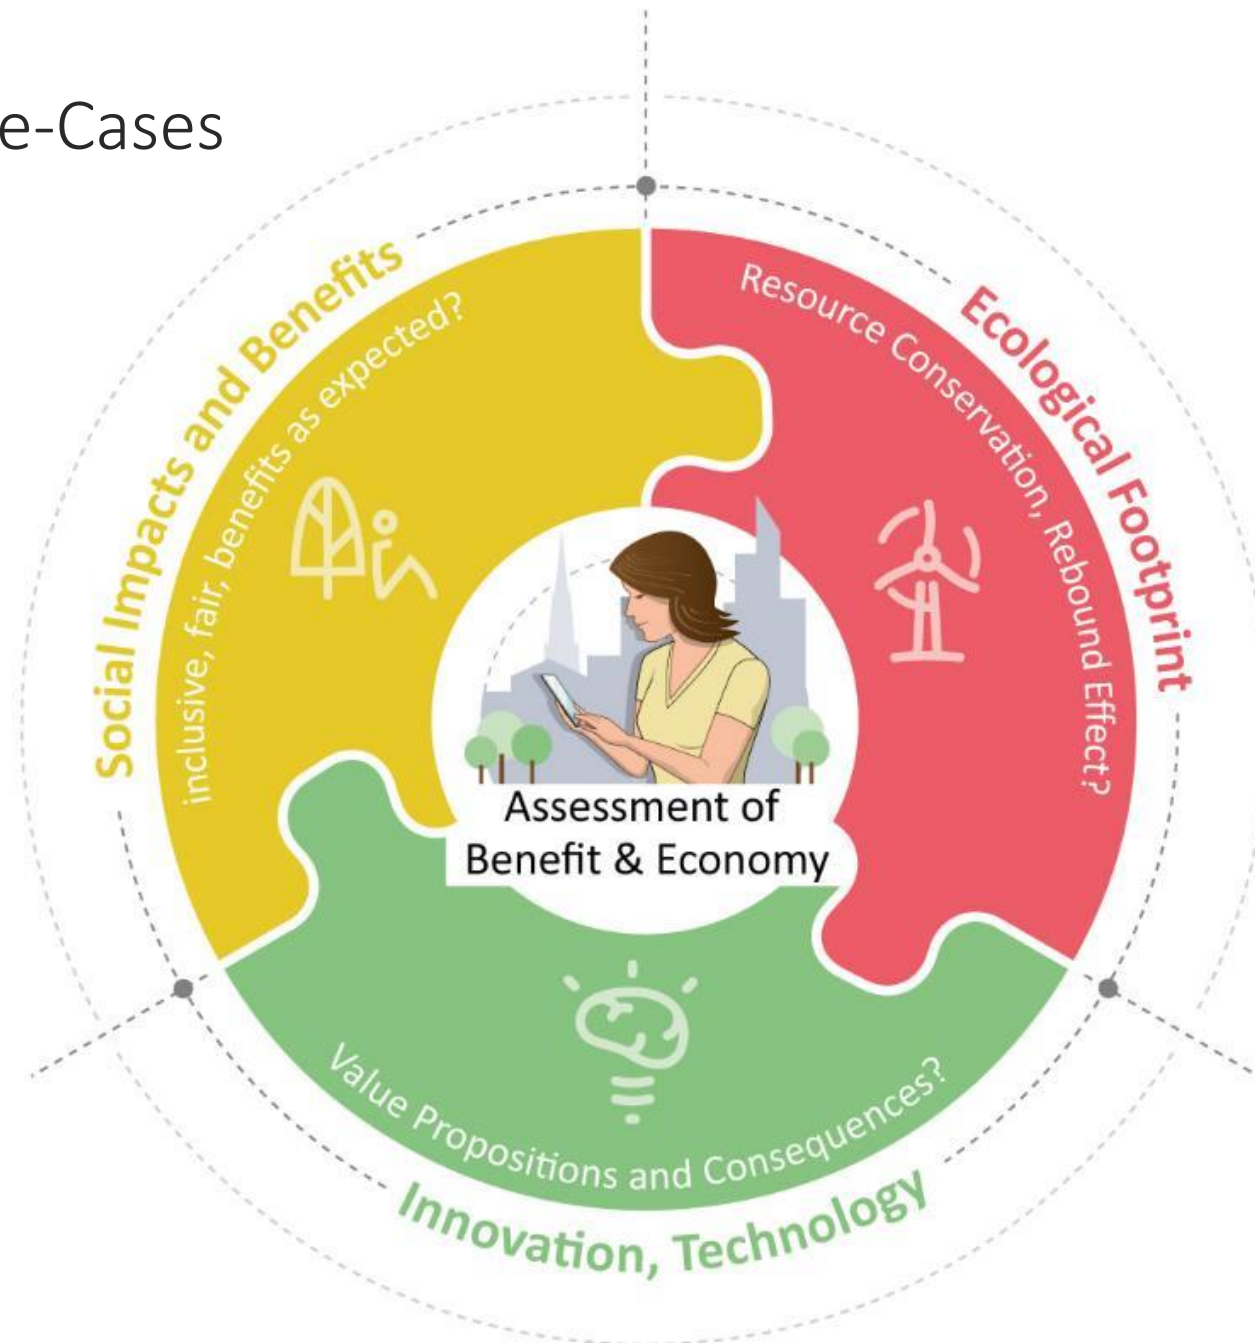 e-Cases
Social Impacts and Benefits
inclusive, fair, benefits as expected?
Ecological Footprint
Resource Conservation, Rebound Effect?
Assessment of
Benefit & Economy
Value Propositions and Consequences?
Innovation, Technology